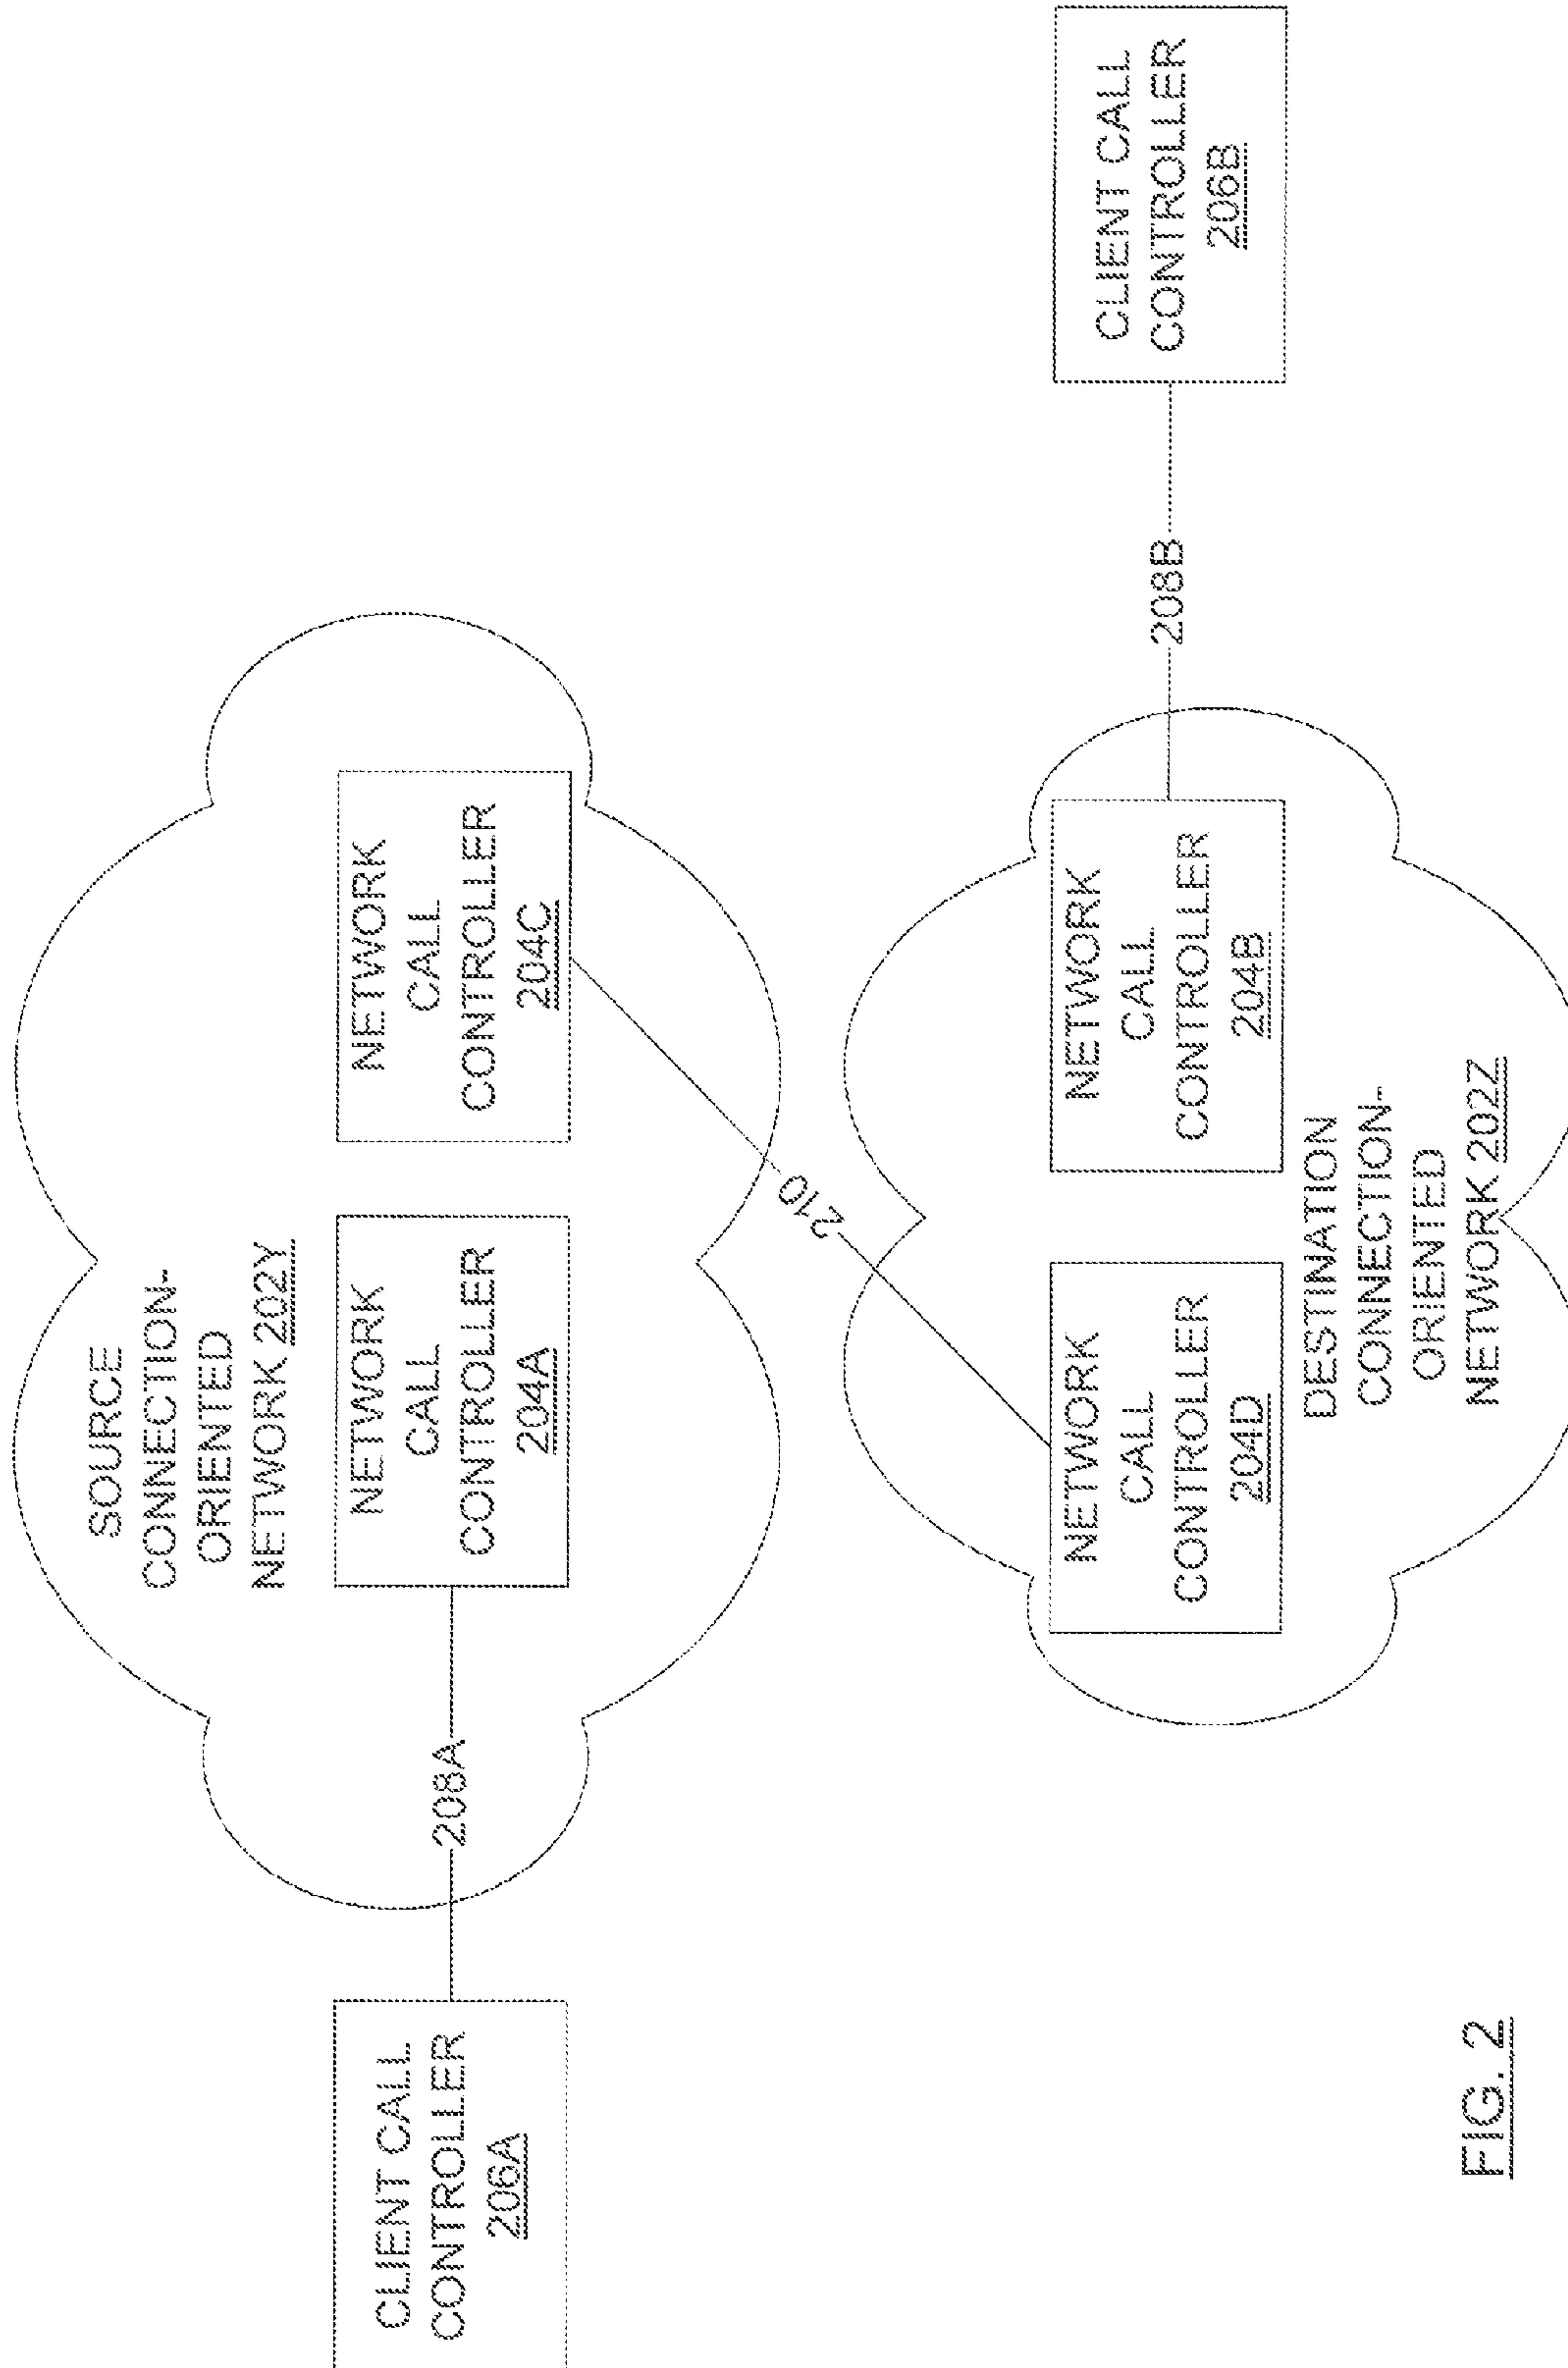 SOURCE
CONNECTION-
ORIENTED
NETWORK 202Y
CLIENT CALL
CONTROLLER
206A
208A
NETWORK
CALL
CONTROLLER
204A
NETWORK
CALL
CONTROLLER
204C
210
NETWORK
CALL
CONTROLLER
204D
NETWORK
CALL
CONTROLLER
204B
208B
CLIENT CALL
CONTROLLER
206B
DESTINATION
CONNECTION-
ORIENTED
NETWORK 202Z
FIG. 2